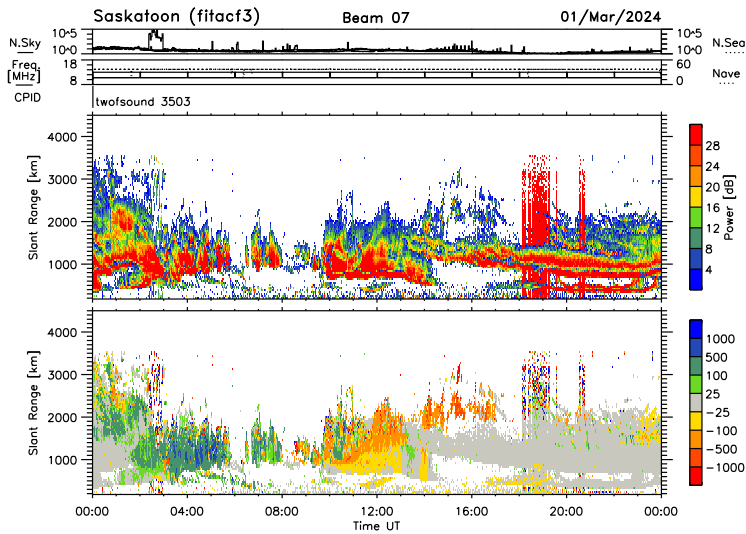 Saskatoon (fitacf3) Beam 07 01/Mar/2024
N.Sky 10^5 10^0 10^5 10^0 N.Sea
Freq. [MHz] 18 8 60 0 Nave
CPID twofsound 3503
Slant Range [km] 4000 3000 2000 1000
28 24 20 16 12 8 4 Power [dB]
Slant Range [km] 4000 3000 2000 1000
1000 500 100 25 -25 -100 -500 -1000
00:00 04:00 08:00 12:00 16:00 20:00 00:00
Time UT